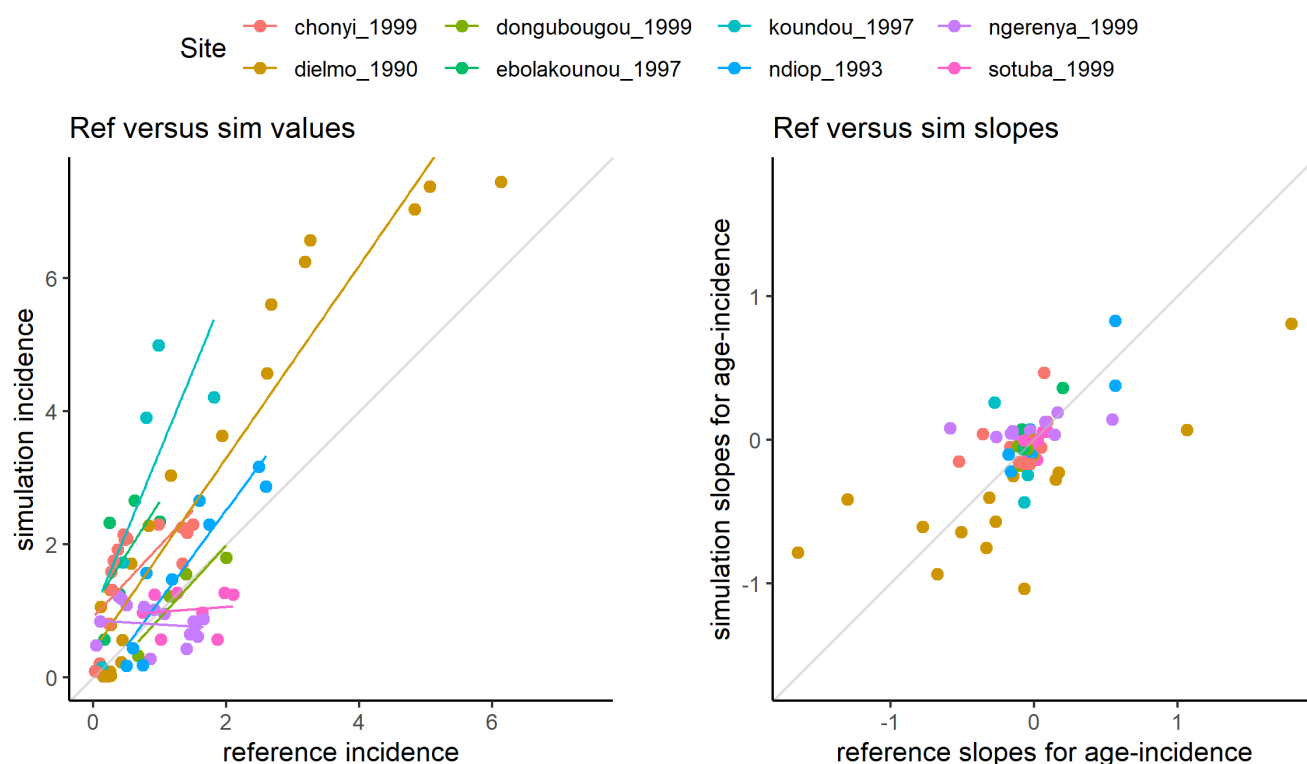 Site
chonyi_1999 dongubougou_1999 koundou_1997 ngerenya_1999
dielmo_1990 ebolakounou_1997 ndiop_1993 sotuba_1999
Ref versus sim values
simulation incidence
6
4
2
0
0 2 4 6
reference incidence
Ref versus sim slopes
simulation slopes for age-incidence
1
0
-1
-1 0 1
reference slopes for age-incidence